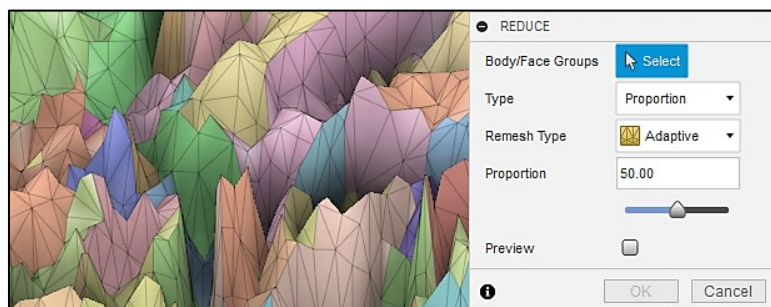 REDUCE
Body/Face Groups Select
Type Proportion
Remesh Type Adaptive
Proportion 50.00
Preview
OK Cancel